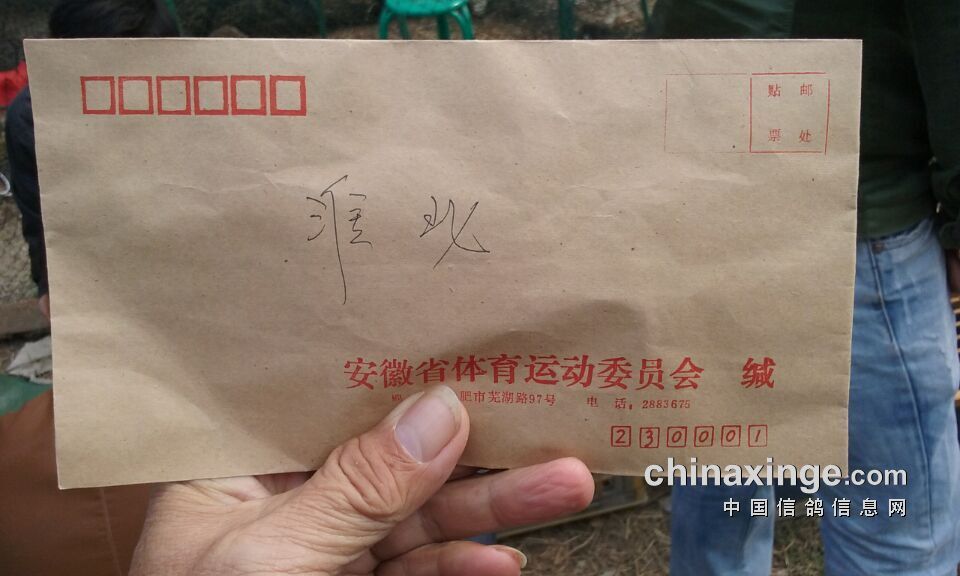 贴 邮
票 处
淮北
安徽省体育运动委员会 缄
肥市芜湖路97号 电 话：2883675
230001
chinaxinge.com
中国信鸽信息网